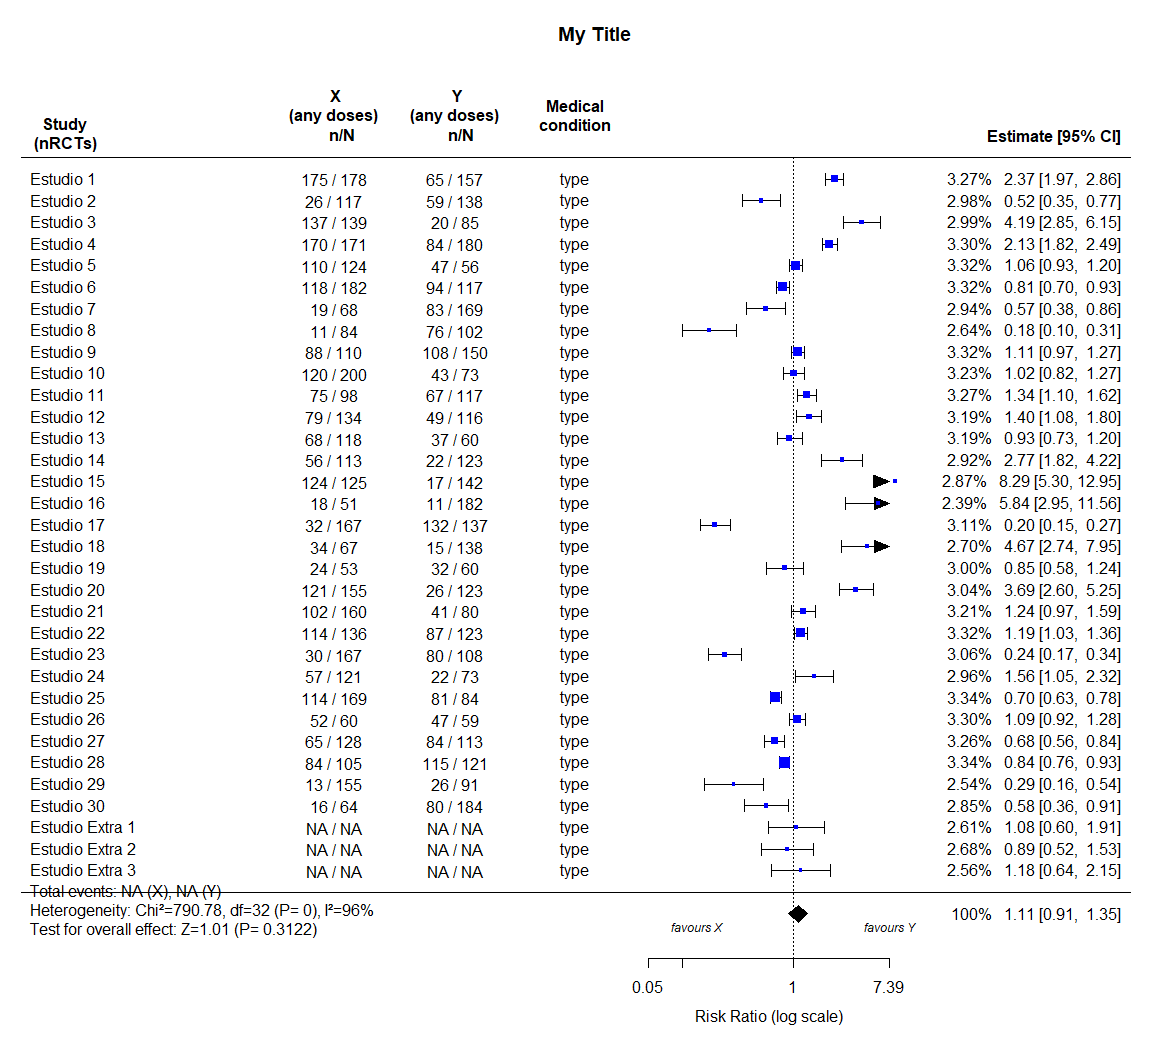 My Title
X
(any doses)
n/N
Y
(any doses)
n/N
Medical
condition
Study
(nRCTs)
Estimate [95% CI]
Estudio 1 175 / 178 65 / 157 type 3.27% 2.37 [1.97, 2.86]
Estudio 2 26 / 117 59 / 138 type 2.98% 0.52 [0.35, 0.77]
Estudio 3 137 / 139 20 / 85 type 2.99% 4.19 [2.85, 6.15]
Estudio 4 170 / 171 84 / 180 type 3.30% 2.13 [1.82, 2.49]
Estudio 5 110 / 124 47 / 56 type 3.32% 1.06 [0.93, 1.20]
Estudio 6 118 / 182 94 / 117 type 3.32% 0.81 [0.70, 0.93]
Estudio 7 19 / 68 83 / 169 type 2.94% 0.57 [0.38, 0.86]
Estudio 8 11 / 84 76 / 102 type 2.64% 0.18 [0.10, 0.31]
Estudio 9 88 / 110 108 / 150 type 3.32% 1.11 [0.97, 1.27]
Estudio 10 120 / 200 43 / 73 type 3.23% 1.02 [0.82, 1.27]
Estudio 11 75 / 98 67 / 117 type 3.27% 1.34 [1.10, 1.62]
Estudio 12 79 / 134 49 / 116 type 3.19% 1.40 [1.08, 1.80]
Estudio 13 68 / 118 37 / 60 type 3.19% 0.93 [0.73, 1.20]
Estudio 14 56 / 113 22 / 123 type 2.92% 2.77 [1.82, 4.22]
Estudio 15 124 / 125 17 / 142 type 2.87% 8.29 [5.30, 12.95]
Estudio 16 18 / 51 11 / 182 type 2.39% 5.84 [2.95, 11.56]
Estudio 17 32 / 167 132 / 137 type 3.11% 0.20 [0.15, 0.27]
Estudio 18 34 / 67 15 / 138 type 2.70% 4.67 [2.74, 7.95]
Estudio 19 24 / 53 32 / 60 type 3.00% 0.85 [0.58, 1.24]
Estudio 20 121 / 155 26 / 123 type 3.04% 3.69 [2.60, 5.25]
Estudio 21 102 / 160 41 / 80 type 3.21% 1.24 [0.97, 1.59]
Estudio 22 114 / 136 87 / 123 type 3.32% 1.19 [1.03, 1.36]
Estudio 23 30 / 167 80 / 108 type 3.06% 0.24 [0.17, 0.34]
Estudio 24 57 / 121 22 / 73 type 2.96% 1.56 [1.05, 2.32]
Estudio 25 114 / 169 81 / 84 type 3.34% 0.70 [0.63, 0.78]
Estudio 26 52 / 60 47 / 59 type 3.30% 1.09 [0.92, 1.28]
Estudio 27 65 / 128 84 / 113 type 3.26% 0.68 [0.56, 0.84]
Estudio 28 84 / 105 115 / 121 type 3.34% 0.84 [0.76, 0.93]
Estudio 29 13 / 155 26 / 91 type 2.54% 0.29 [0.16, 0.54]
Estudio 30 16 / 64 80 / 184 type 2.85% 0.58 [0.36, 0.91]
Estudio Extra 1 NA / NA NA / NA type 2.61% 1.08 [0.60, 1.91]
Estudio Extra 2 NA / NA NA / NA type 2.68% 0.89 [0.52, 1.53]
Estudio Extra 3 NA / NA NA / NA type 2.56% 1.18 [0.64, 2.15]
Total events: NA (X), NA (Y)
Heterogeneity: Chi²=790.78, df=32 (P= 0), I²=96% 100% 1.11 [0.91, 1.35]
Test for overall effect: Z=1.01 (P= 0.3122)
favours X favours Y
0.05 1 7.39
Risk Ratio (log scale)